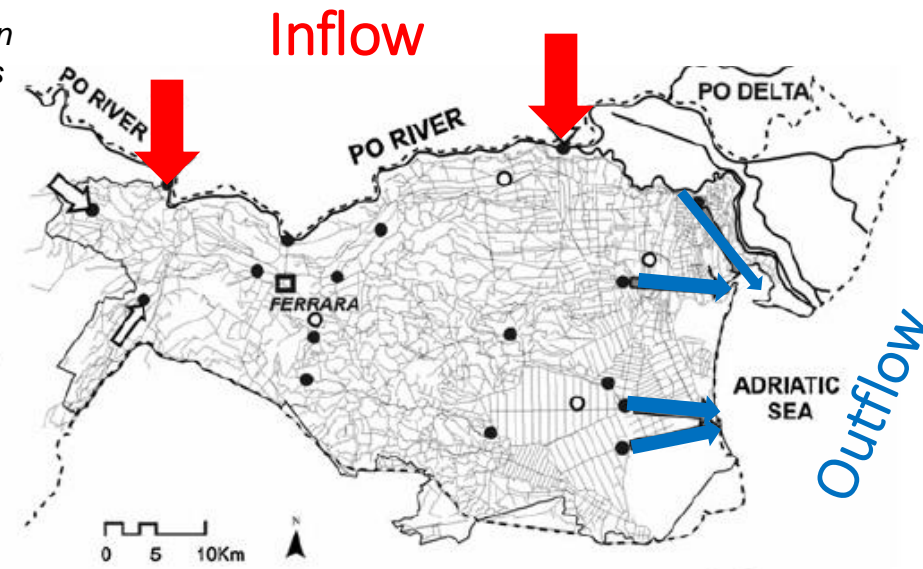 n
s
Inflow
PO RIVER
PO RIVER
PO DELTA
FERRARA
ADRIATIC
SEA
Outflow
N
0 5 10Km